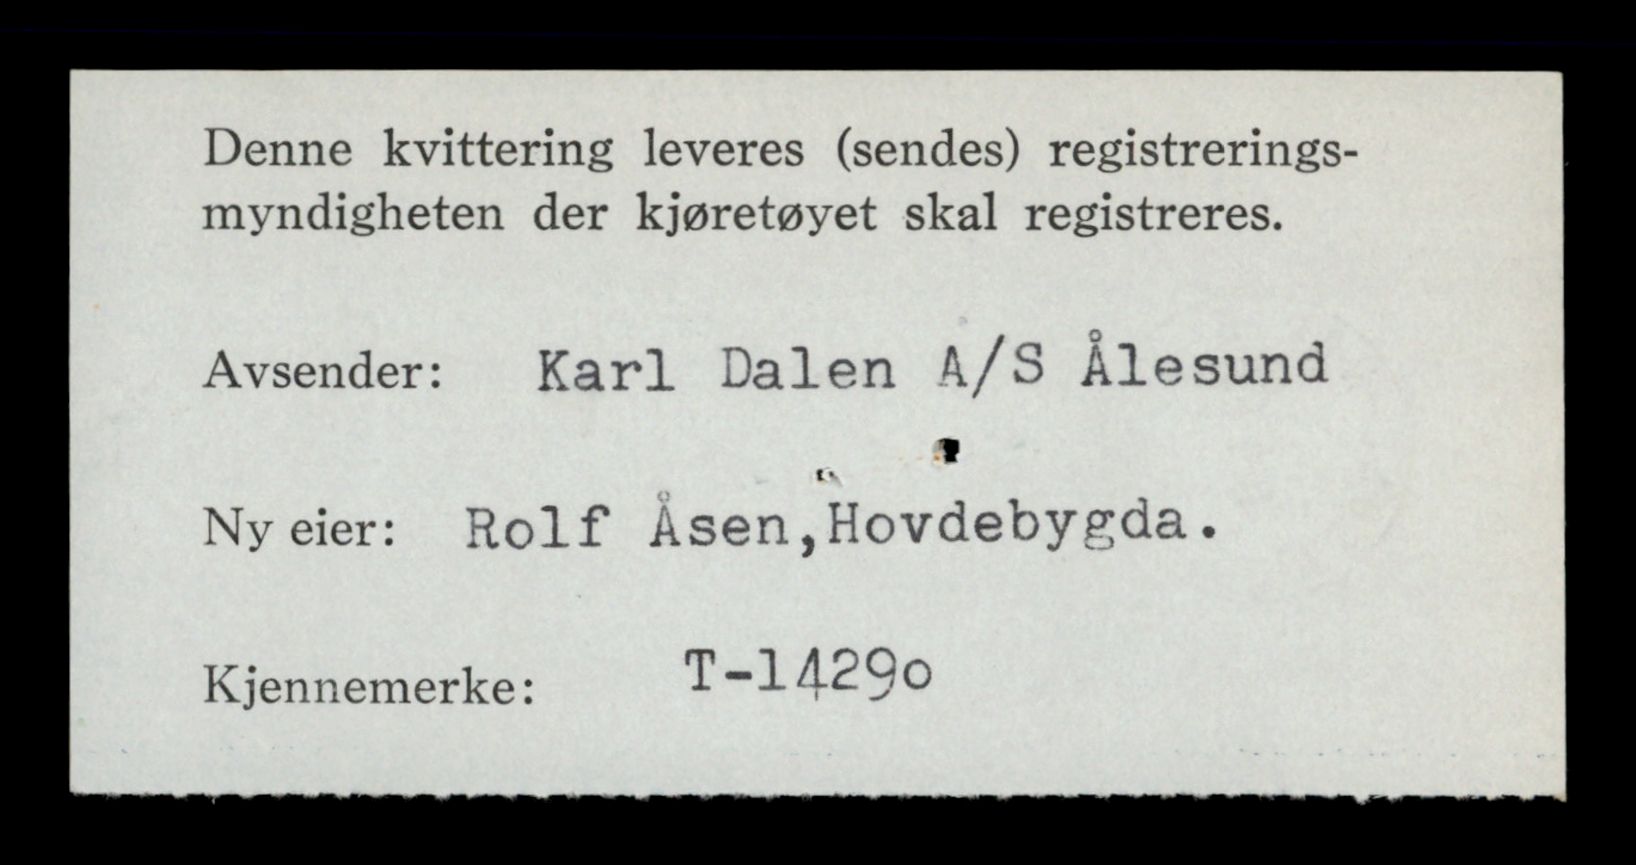 Denne kvittering leveres (sendes) registrerings-
myndigheten der kjøretøyet skal registreres.
Avsender: Karl Dalen A/S Ålesund
Ny eier: Rolf Åsen,Hovdebygda.
Kjennemerke: T-1429o